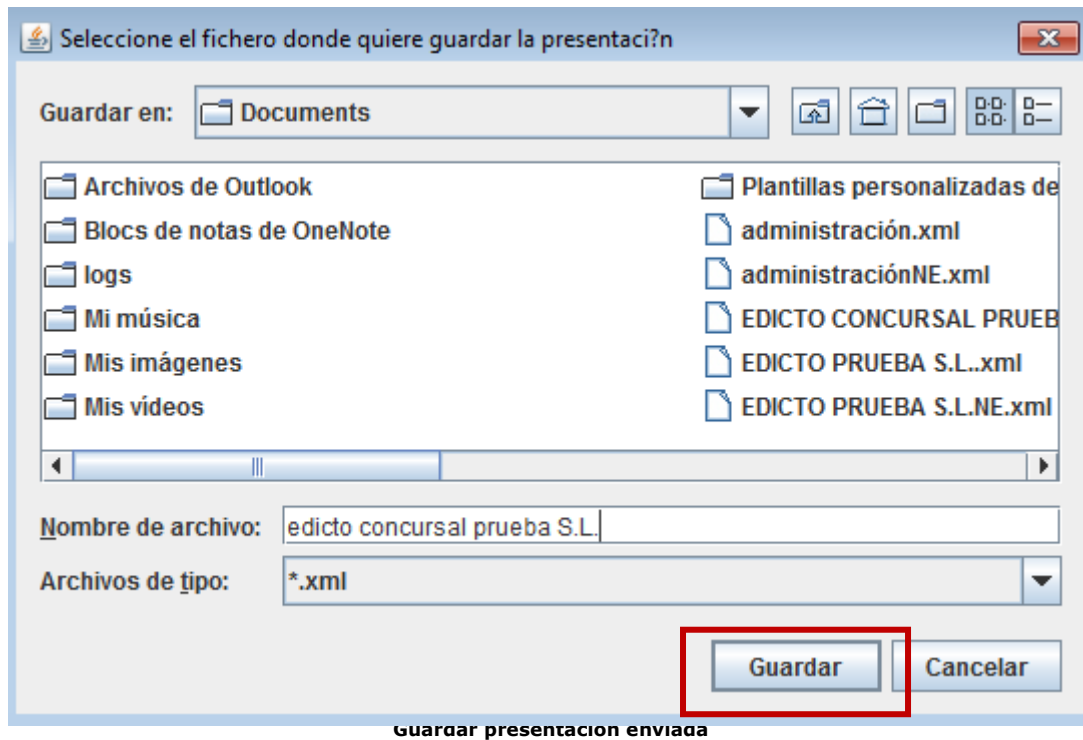 Seleccione el fichero donde quiere guardar la presentaci?n
Guardar en: Documents
Archivos de Outlook
Blocs de notas de OneNote
logs
Mi música
Mis imágenes
Mis vídeos
Plantillas personalizadas de
administración.xml
administraciónNE.xml
EDICTO CONCURSAL PRUEB
EDICTO PRUEBA S.L..xml
EDICTO PRUEBA S.L.NE.xml
Nombre de archivo: edicto concursal prueba S.L.
Archivos de tipo: *.xml
Guardar Cancelar
Guardar presentación enviada